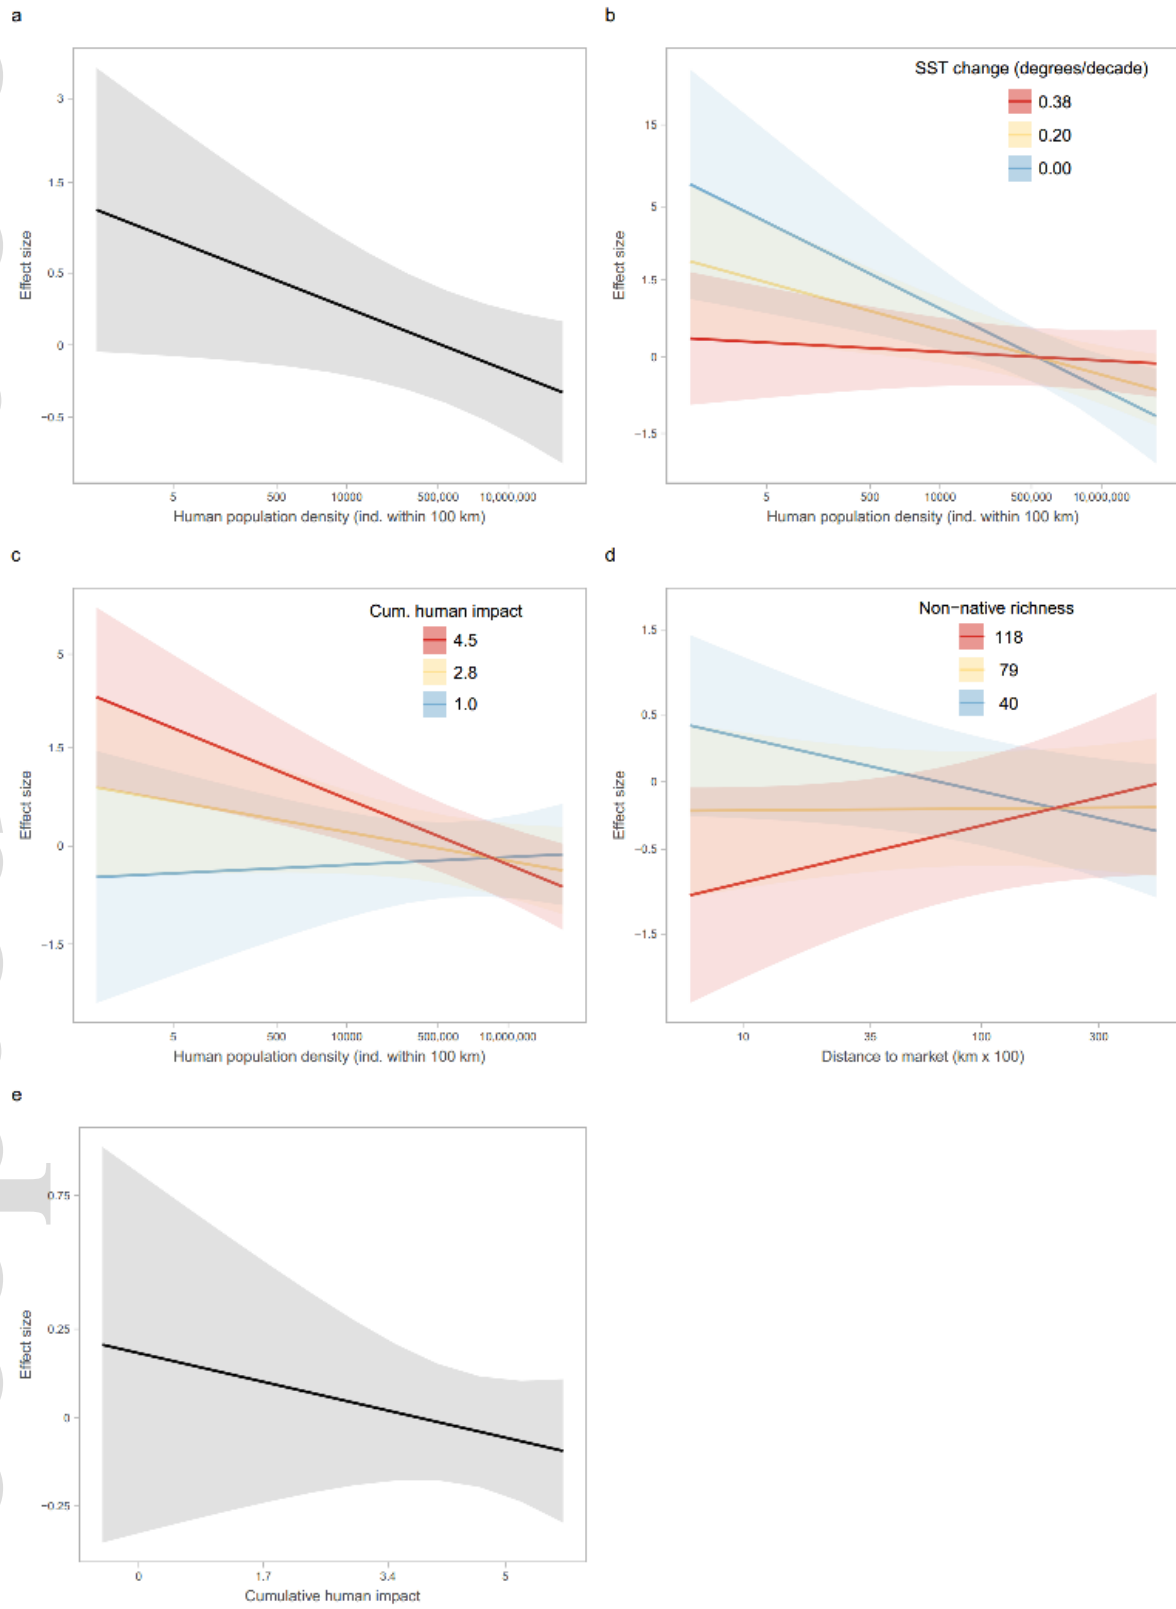 a
3
1.5
0.5
0
−0.5
Effect size
5 500 10000 500,000 10,000,000
Human population density (ind. within 100 km)
b
SST change (degrees/decade)
0.38
0.20
0.00
15
5
1.5
0
−1.5
Effect size
5 500 10000 500,000 10,000,000
Human population density (ind. within 100 km)
c
Cum. human impact
4.5
2.8
1.0
5
1.5
0
−1.5
Effect size
5 500 10000 500,000 10,000,000
Human population density (ind. within 100 km)
d
Non−native richness
118
79
40
1.5
0.5
0
−0.5
−1.5
Effect size
10 35 100 300
Distance to market (km x 100)
e
0.75
0.25
0
−0.25
Effect size
0 1.7 3.4 5
Cumulative human impact